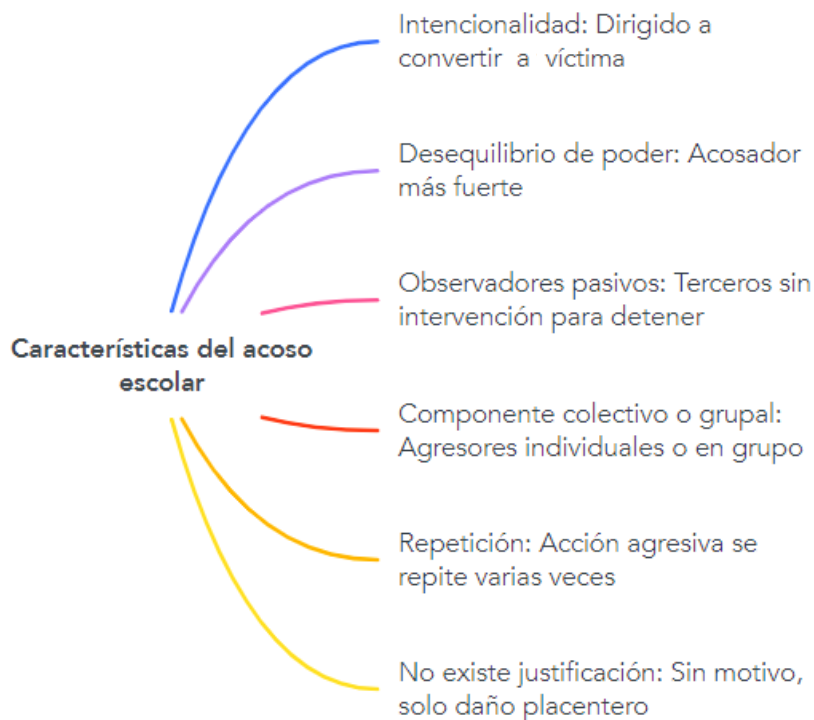 Intencionalidad: Dirigido a
convertir a víctima
Desequilibrio de poder: Acosador
más fuerte
Observadores pasivos: Terceros sin
intervención para detener
Características del acoso
escolar
Componente colectivo o grupal:
Agresores individuales o en grupo
Repetición: Acción agresiva se
repite varias veces
No existe justificación: Sin motivo,
solo daño placentero